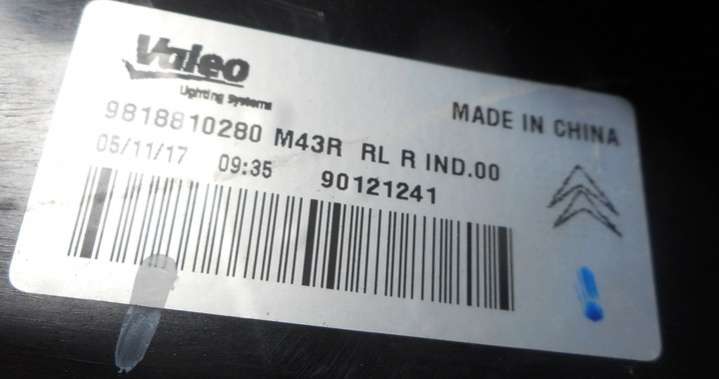 Valeo
Lighting Systems
MADE IN CHINA
9818810280 M43R RL R IND.00
05/11/17 09:35 90121241